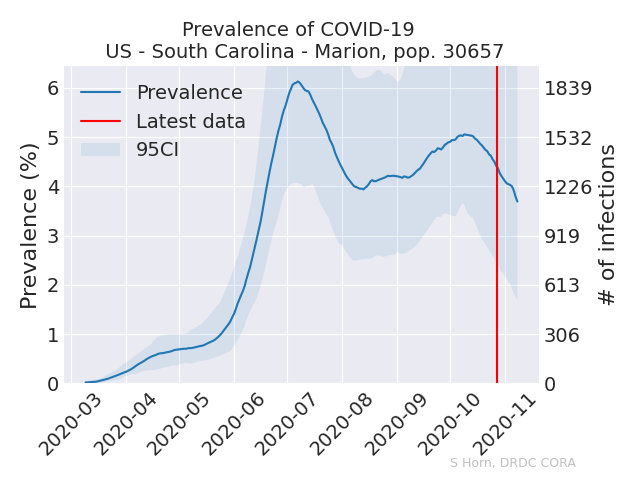 Prevalence of COVID-19
US - South Carolina - Marion, pop. 30657
Prevalence
Latest data
95CI
Prevalence (%)
6
5
4
3
2
1
0
1839
1532
1226
919
613
306
0
# of infections
2020-03
2020-04
2020-05
2020-06
2020-07
2020-08
2020-09
2020-10
2020-11
S Horn, DRDC CORA